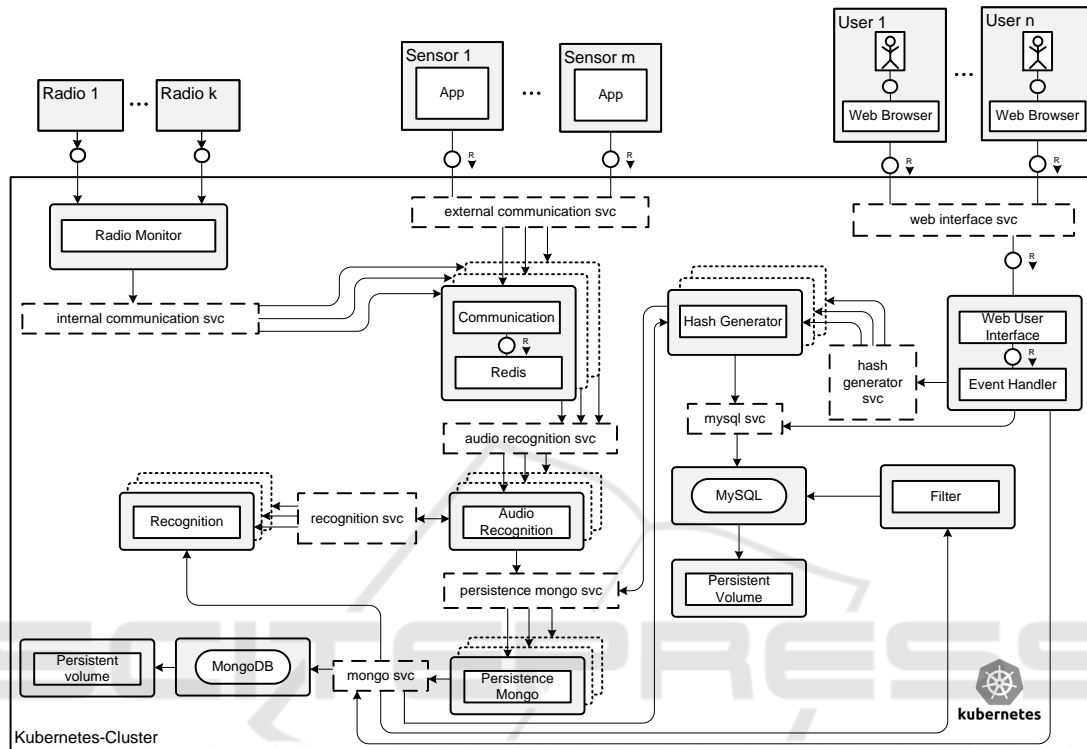 User 1
User n
Sensor 1
Sensor m
Radio 1
Radio k
...
...
...
App
App
Web Browser
Web Browser
R
R
R
R
external communication svc
web interface svc
Radio Monitor
R
internal communication svc
Communication
R
Redis
Hash Generator
Web User
Interface
R
Event Handler
hash
generator
svc
mysql svc
audio recognition svc
MySQL
Filter
Recognition
recognition svc
Audio
Recognition
persistence mongo svc
Persistent
Volume
Persistent
volume
MongoDB
mongo svc
Persistence
Mongo
kubernetes
Kubernetes-Cluster
SCITEPRESS